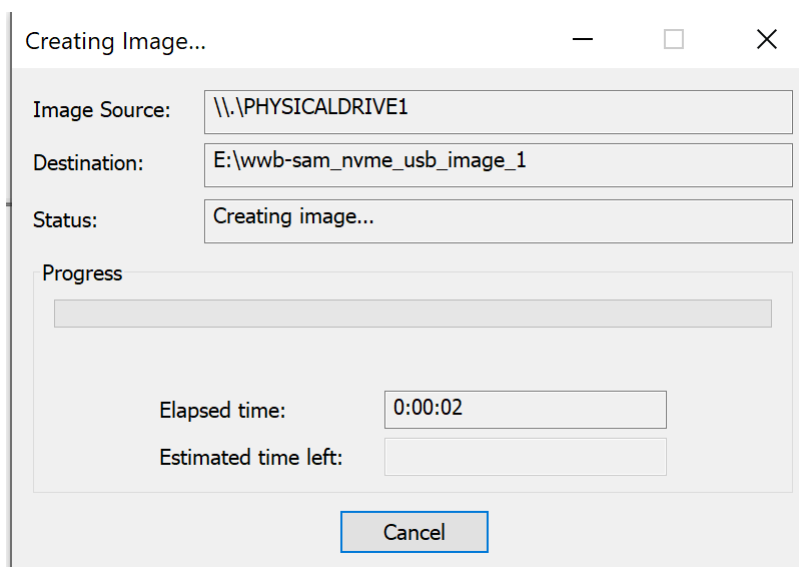 Creating Image...
Image Source: \\.\PHYSICALDRIVE1
Destination: E:\wwb-sam_nvme_usb_image_1
Status: Creating image...
Progress
Elapsed time: 0:00:02
Estimated time left:
Cancel